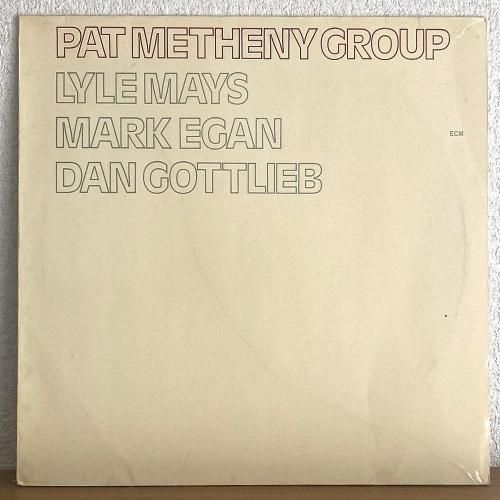 PAT METHENY GROUP
LYLE MAYS
MARK EGAN
ECM
DAN GOTTLIEB